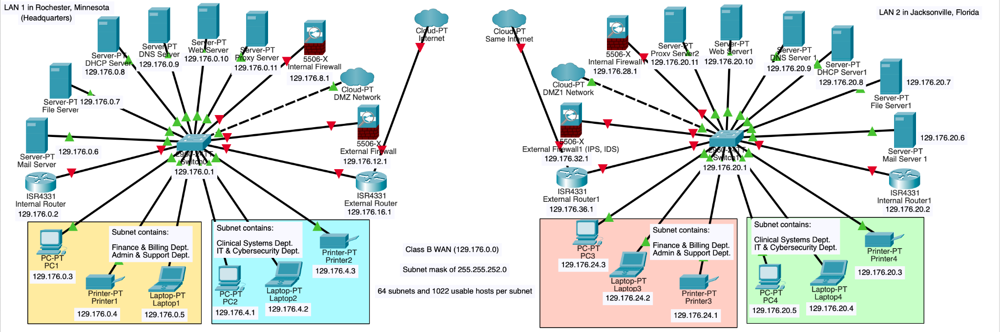 LAN 1 in Rochester, Minnesota
(Headquarters)
Server-PT
DHCP Server
129.176.0.8
Server-PT
DNS Server
129.176.0.9
Server-PT
Web Server
129.176.0.10
Server-PT
Proxy Server
129.176.0.11
5506-X
Internal Firewall
129.176.8.1
Cloud-PT
DMZ Network
Server-PT
File Server
129.176.0.7
Server-PT
Mail Server
129.176.0.6
5506-X
External Firewall
129.176.12.1
2960-24TT
Switch0
129.176.0.1
ISR4331
Internal Router
129.176.0.2
ISR4331
External Router
129.176.16.1
Cloud-PT
Internet
PC-PT
PC1
129.176.0.3
Subnet contains:
Finance & Billing Dept.
Admin & Support Dept.
Printer-PT
Printer1
129.176.0.4
Laptop-PT
Laptop1
129.176.0.5
Subnet contains:
Clinical Systems Dept.
IT & Cybersecurity Dept.
PC-PT
PC2
129.176.4.1
Laptop-PT
Laptop2
129.176.4.2
Printer-PT
Printer2
129.176.4.3
Class B WAN (129.176.0.0)
Subnet mask of 255.255.252.0
64 subnets and 1022 usable hosts per subnet
LAN 2 in Jacksonville, Florida
Cloud-PT
Same Internet
5506-X
Internal Firewall1
129.176.28.1
Server-PT
Proxy Server2
129.176.20.11
Server-PT
Web Server1
129.176.20.10
Server-PT
DNS Server 1
129.176.20.9
Server-PT
DHCP Server1
129.176.20.8
Server-PT
File Server1
129.176.20.7
Cloud-PT
DMZ1 Network
5506-X
External Firewall1 (IPS, IDS)
129.176.32.1
Server-PT
Mail Server 1
129.176.20.6
2960-24TT
Switch1
129.176.20.1
ISR4331
External Router1
129.176.36.1
ISR4331
Internal Router1
129.176.20.2
PC-PT
PC3
129.176.24.3
Laptop-PT
Laptop3
129.176.24.2
Subnet contains:
Finance & Billing Dept.
Admin & Support Dept.
Printer-PT
Printer3
129.176.24.1
Subnet contains:
Clinical Systems Dept.
IT & Cybersecurity Dept.
PC-PT
PC4
129.176.20.5
Laptop-PT
Laptop4
129.176.20.4
Printer-PT
Printer4
129.176.20.3